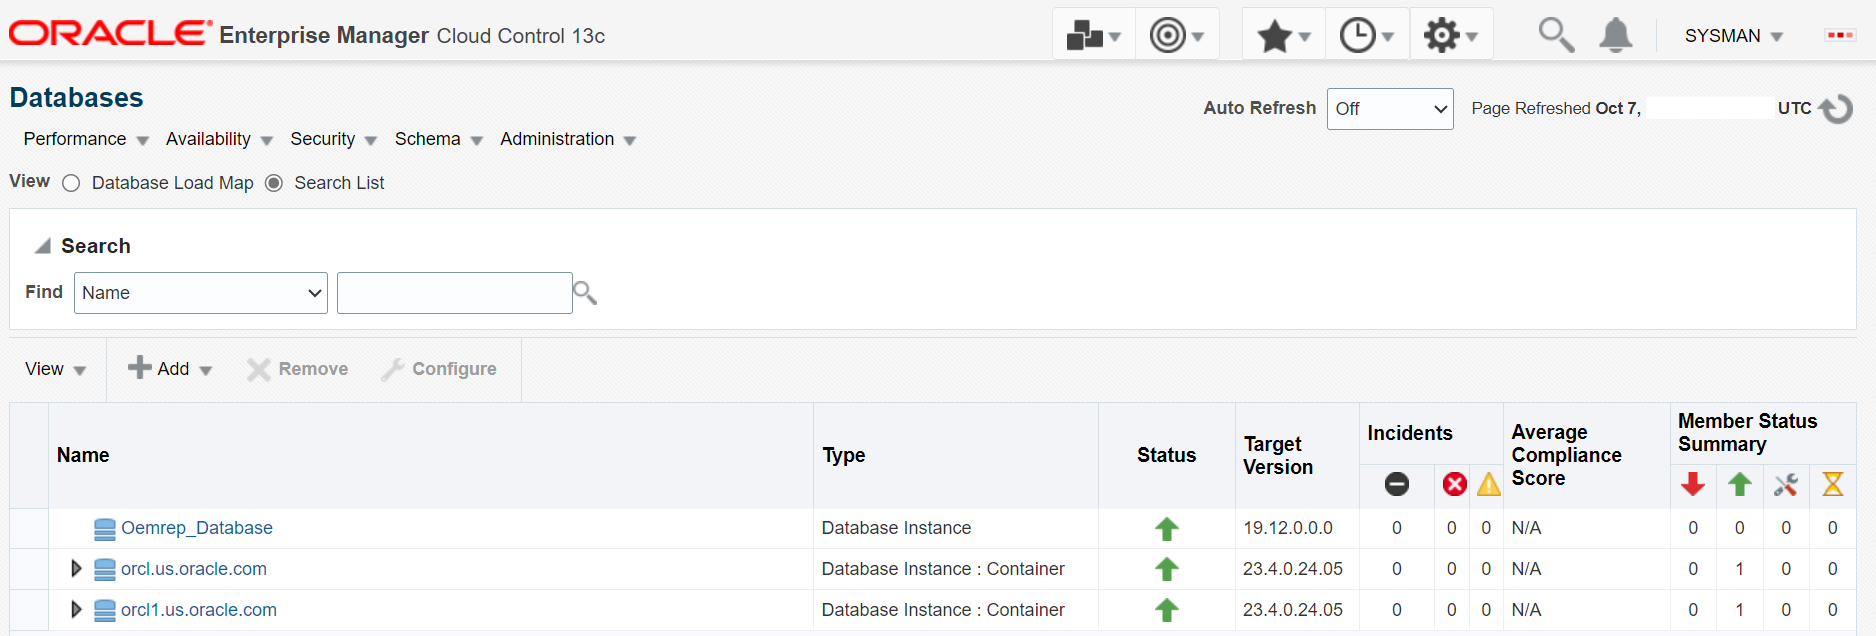 ORACLE Enterprise Manager Cloud Control 13c SYSMAN
Databases
Auto Refresh Off Page Refreshed Oct 7, UTC
Performance Availability Security Schema Administration
View Database Load Map Search List
Search
Find Name
View Add Remove Configure
Name Type Status Target Version Incidents Average Compliance Score Member Status Summary
Oemrep_Database Database Instance 19.12.0.0.0 0 0 0 N/A 0 0 0 0
orcl.us.oracle.com Database Instance : Container 23.4.0.24.05 0 0 0 N/A 0 1 0 0
orcl1.us.oracle.com Database Instance : Container 23.4.0.24.05 0 0 0 N/A 0 1 0 0